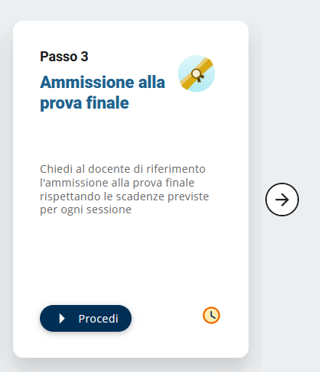 Passo 3
Ammissione alla
prova finale
Chiedi al docente di riferimento
l'ammissione alla prova finale
rispettando le scadenze previste
per ogni sessione
Procedi